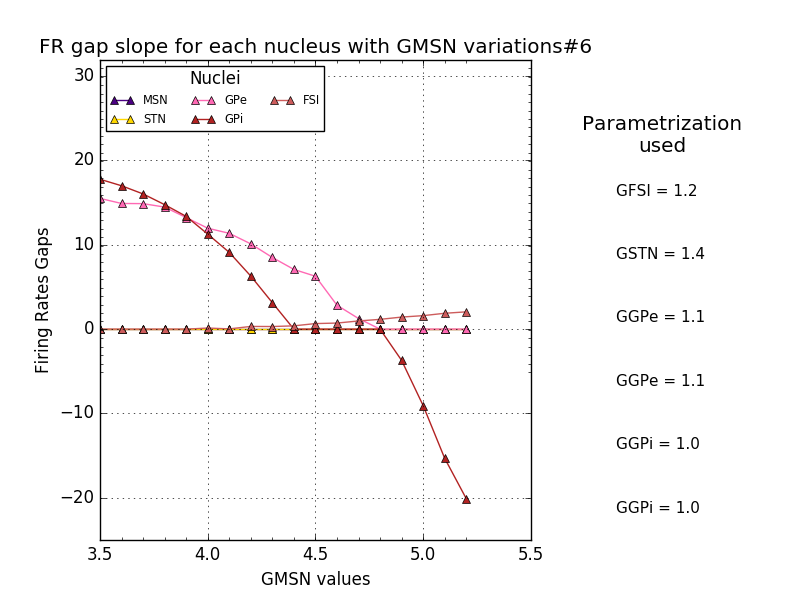 FR gap slope for each nucleus with GMSN variations#6
Nuclei
MSN GPe FSI
STN GPi
30
20
10
0
−10
−20
Firing Rates Gaps
3.5 4.0 4.5 5.0 5.5
GMSN values
Parametrization
used
GFSI = 1.2
GSTN = 1.4
GGPe = 1.1
GGPe = 1.1
GGPi = 1.0
GGPi = 1.0